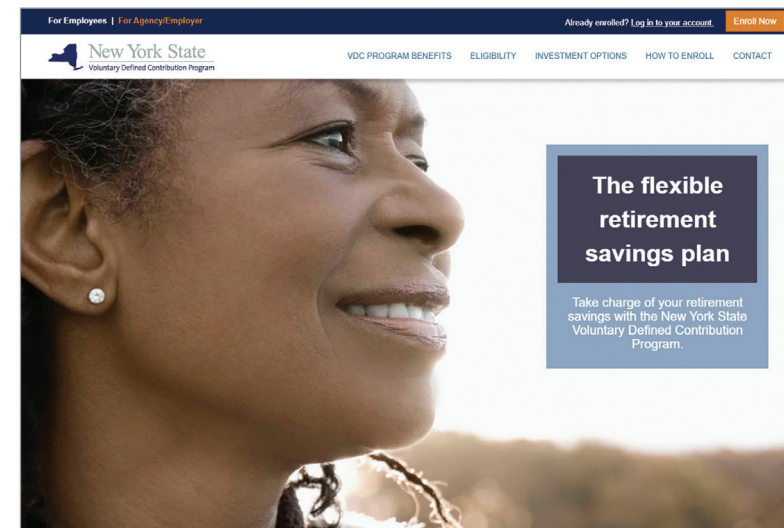 For Employees | For Agency/Employer
Already enrolled? Log in to your account.
Enroll Now
New York State
Voluntary Defined Contribution Program
VDC PROGRAM BENEFITS
ELIGIBILITY
INVESTMENT OPTIONS
HOW TO ENROLL
CONTACT
The flexible
retirement
savings plan
Take charge of your retirement
savings with the New York State
Voluntary Defined Contribution
Program.